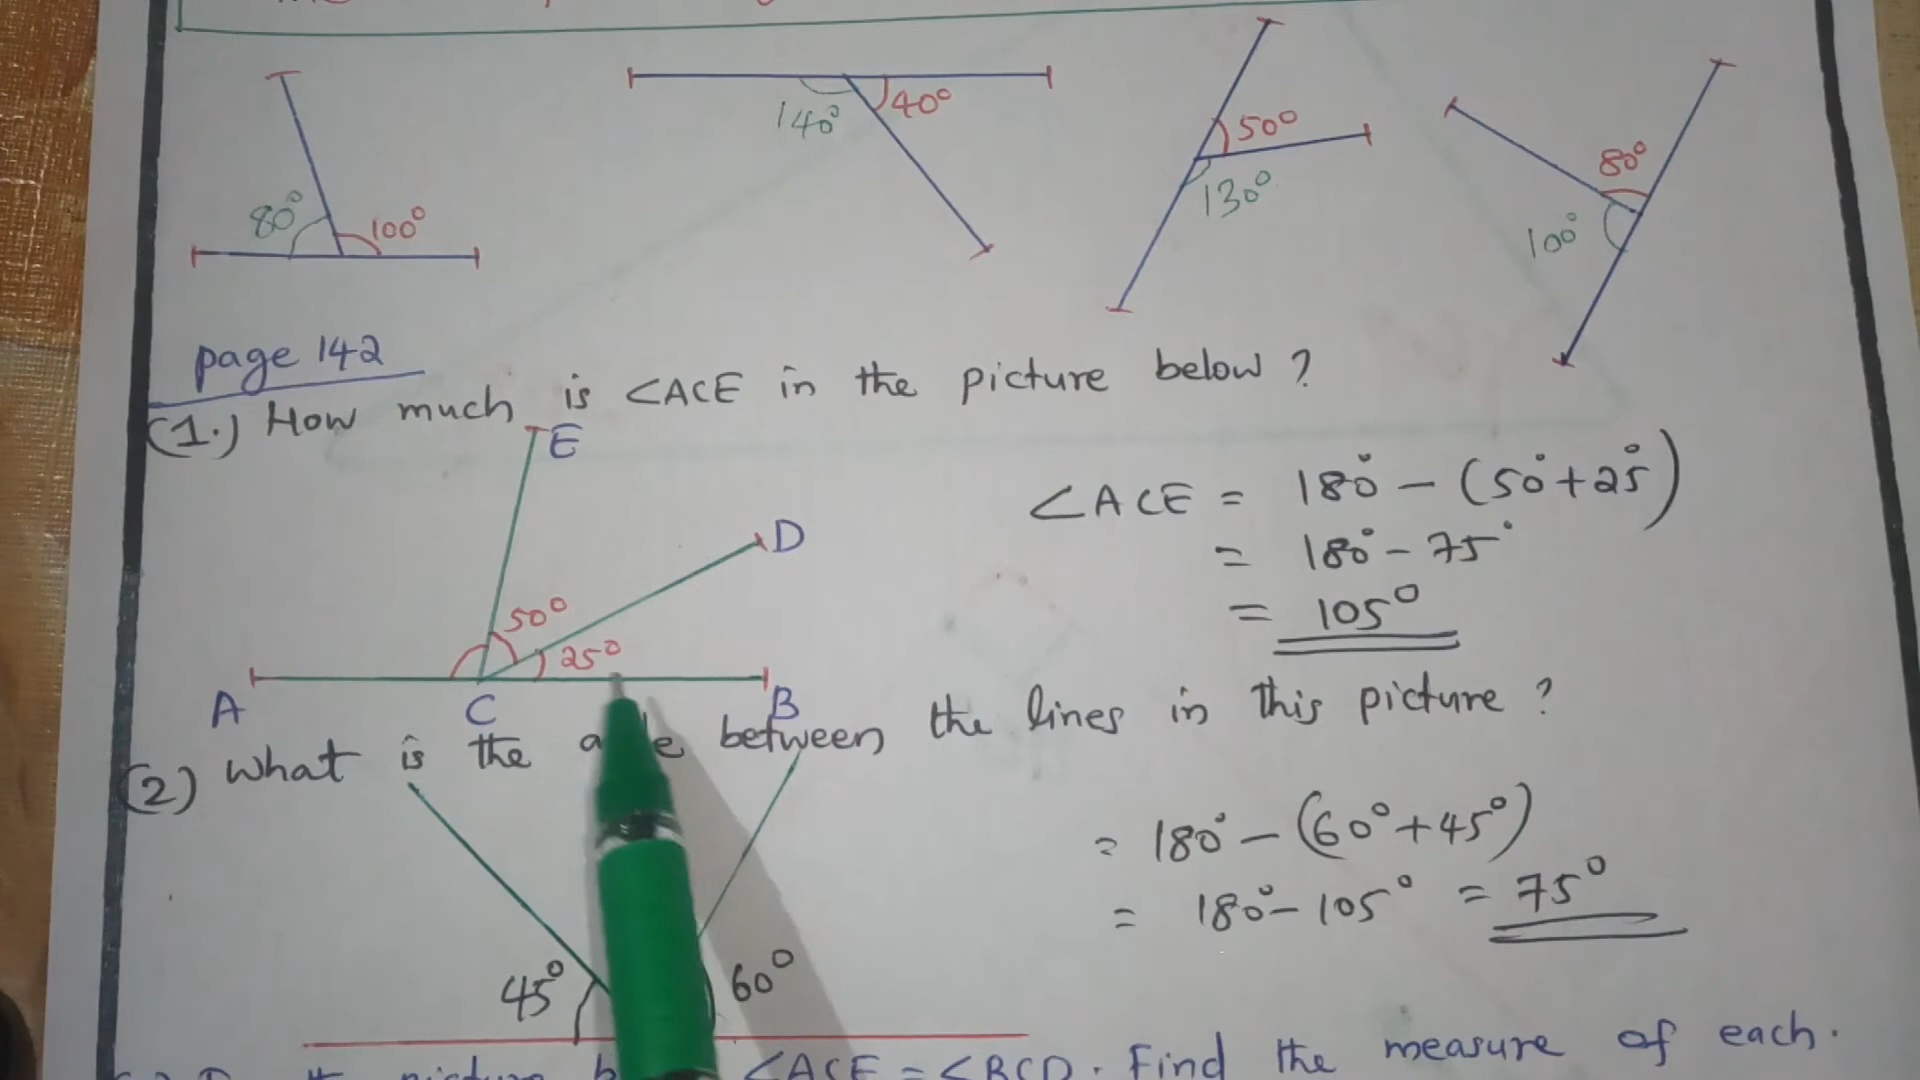 80° 100°
140° 40°
50°
130°
80°
100°
page 142
(1.) How much is ∠ACE in the picture below ?
E
D
50°
25°
A C B
∠ACE = 180° - (50°+25°)
= 180° - 75°
= 105°
(2) What is the between the lines in this picture ?
45° 60°
= 180° - (60°+45°)
= 180° - 105° = 75°
∠ACE = ∠BCD. Find the measure of each.